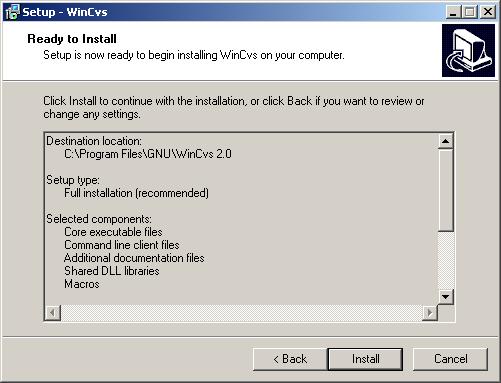 Setup - WinCvs
Ready to Install
Setup is now ready to begin installing WinCvs on your computer.
Click Install to continue with the installation, or click Back if you want to review or
change any settings.
Destination location:
C:\Program Files\GNU\WinCvs 2.0
Setup type:
Full installation (recommended)
Selected components:
Core executable files
Command line client files
Additional documentation files
Shared DLL libraries
Macros
< Back
Install
Cancel